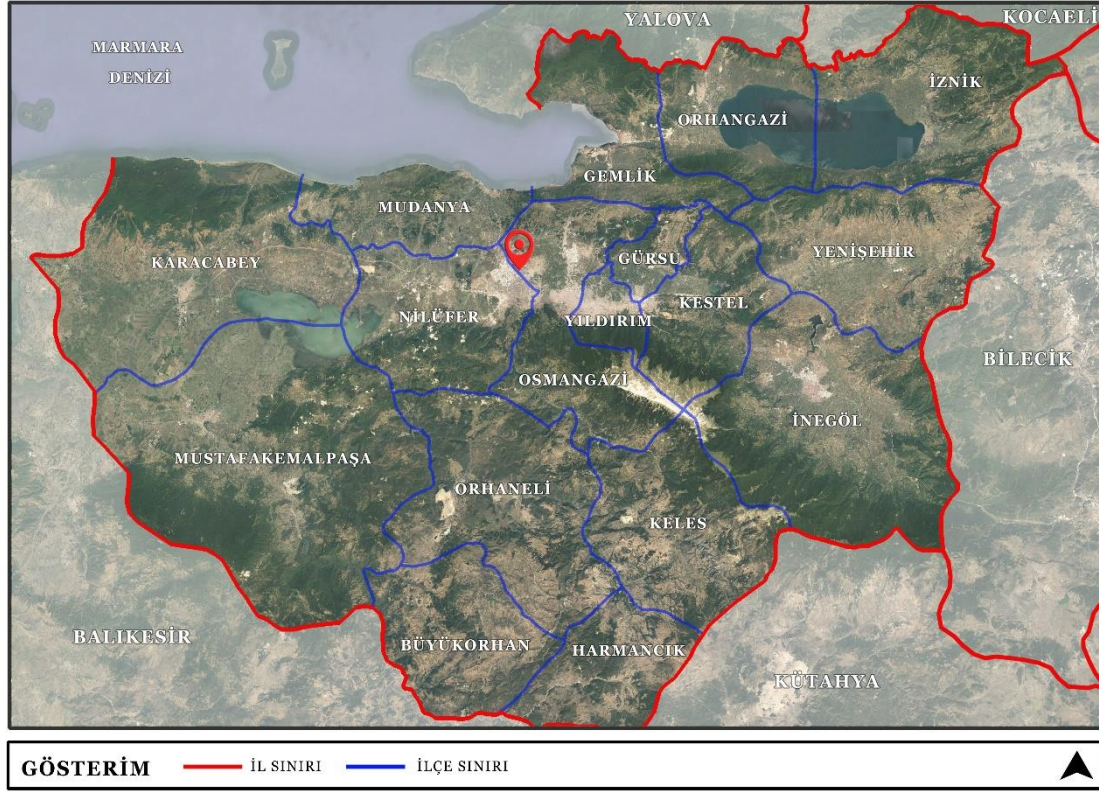 YALOVA
KOCAELİ
MARMARA
DENİZİ
İZNİK
ORHANGAZİ
GEMLİK
MUDANYA
KARACABEY
GÜRSU
YENİŞEHİR
KESTEL
NİLÜFER
YILDIRIM
BİLECİK
OSMANGAZİ
İNEGÖL
MUSTAFAKEMALPAŞA
ORHANELİ
KELES
BALIKESİR
BÜYÜKORHAN
HARMANCIK
KÜTAHYA
GÖSTERİM
İL SINIRI
İLÇE SINIRI